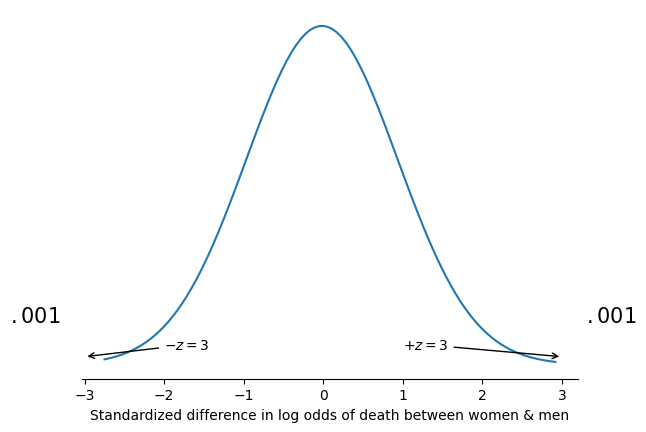 .001
.001
−z = 3
+z = 3
−3 −2 −1 0 1 2 3
Standardized difference in log odds of death between women & men